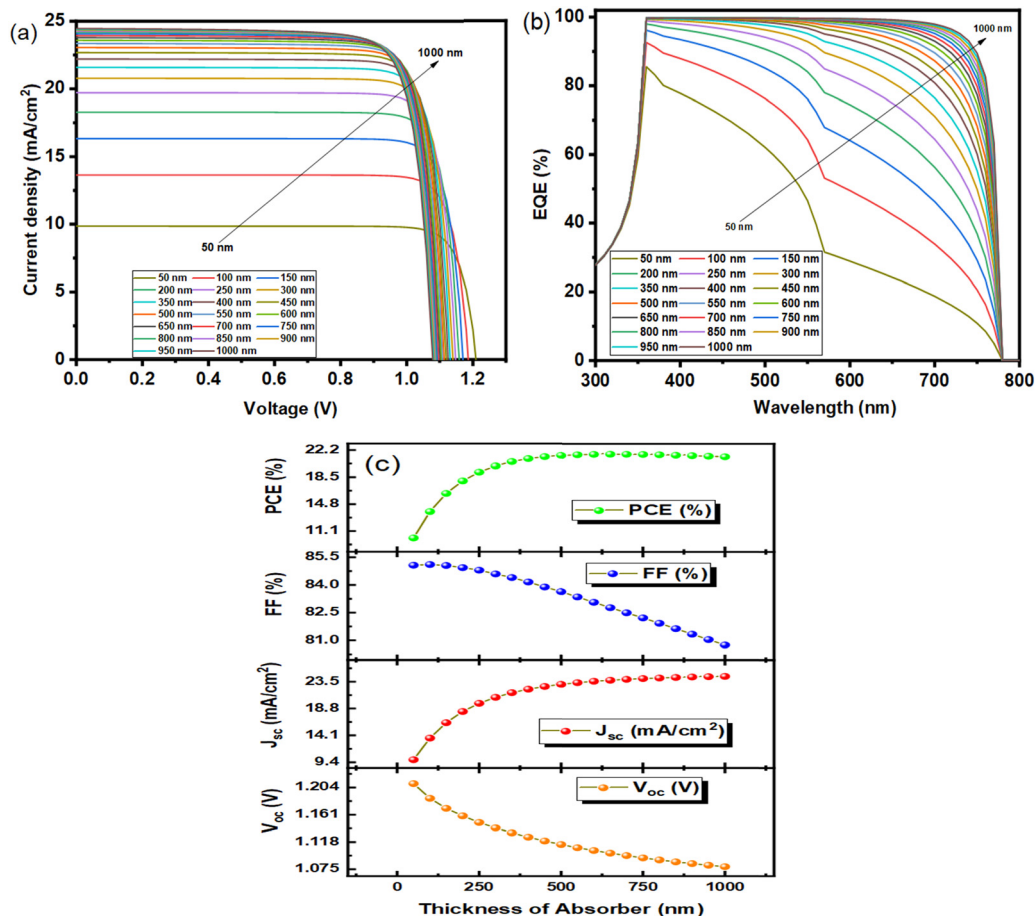 (a)
Current density (mA/cm²)
25
20
15
10
5
0
1000 nm
50 nm
50 nm 100 nm 150 nm
200 nm 250 nm 300 nm
350 nm 400 nm 450 nm
500 nm 550 nm 600 nm
650 nm 700 nm 750 nm
800 nm 850 nm 900 nm
950 nm 1000 nm
0.0 0.2 0.4 0.6 0.8 1.0 1.2
Voltage (V)
(b)
EQE (%)
100
80
60
40
20
0
1000 nm
50 nm
50 nm 100 nm 150 nm
200 nm 250 nm 300 nm
350 nm 400 nm 450 nm
500 nm 550 nm 600 nm
650 nm 700 nm 750 nm
800 nm 850 nm 900 nm
950 nm 1000 nm
300 400 500 600 700 800
Wavelength (nm)
(c)
PCE (%)
22.2
18.5
14.8
11.1
PCE (%)
FF (%)
85.5
84.0
82.5
81.0
FF (%)
Jsc (mA/cm²)
23.5
18.8
14.1
9.4
Jsc (mA/cm²)
Voc (V)
1.204
1.161
1.118
1.075
Voc (V)
0 250 500 750 1000
Thickness of Absorber (nm)